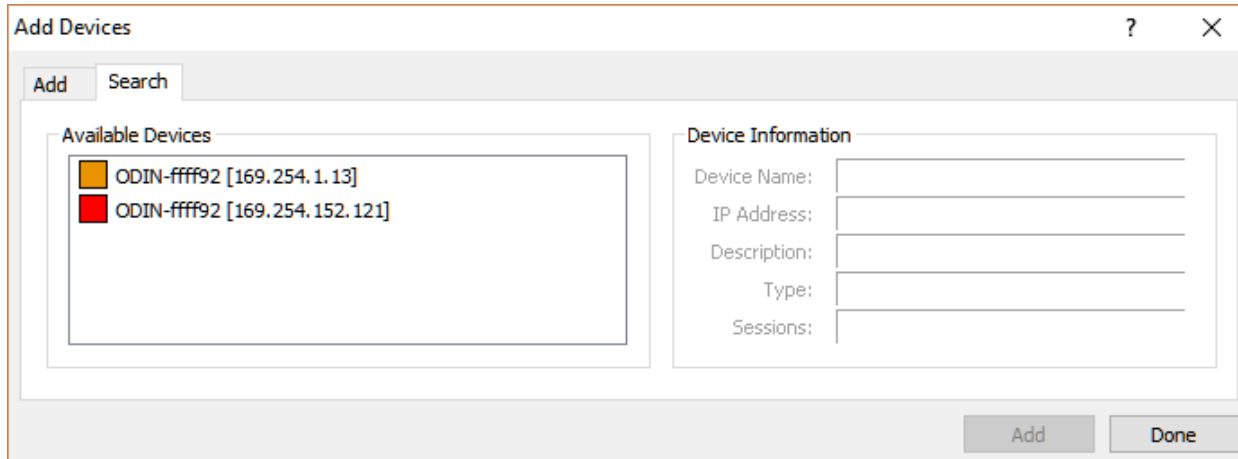 Add Devices
?
Add
Search
Available Devices
ODIN-ffff92 [169.254.1.13]
ODIN-ffff92 [169.254.152.121]
Device Information
Device Name:
IP Address:
Description:
Type:
Sessions:
Add
Done